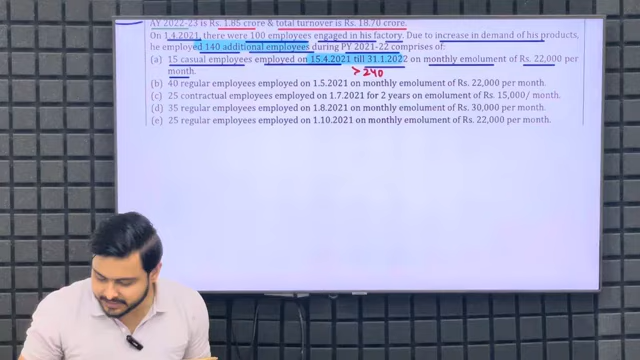 AY 2022-23 is Rs. 1.85 crore & total turnover is Rs. 18.70 crore.
On 1.4.2021, there were 100 employees engaged in his factory. Due to increase in demand of his products,
he employed 140 additional employees during PY 2021-22 comprises of:
(a) 15 casual employees employed on 15.4.2021 till 31.1.2022 on monthly emolument of Rs. 22,000 per
month.
> 240
(b) 40 regular employees employed on 1.5.2021 on monthly emolument of Rs. 22,000 per month.
(c) 25 contractual employees employed on 1.7.2021 for 2 years on emolument of Rs. 15,000/ month.
(d) 35 regular employees employed on 1.8.2021 on monthly emolument of Rs. 30,000 per month.
(e) 25 regular employees employed on 1.10.2021 on monthly emolument of Rs. 22,000 per month.